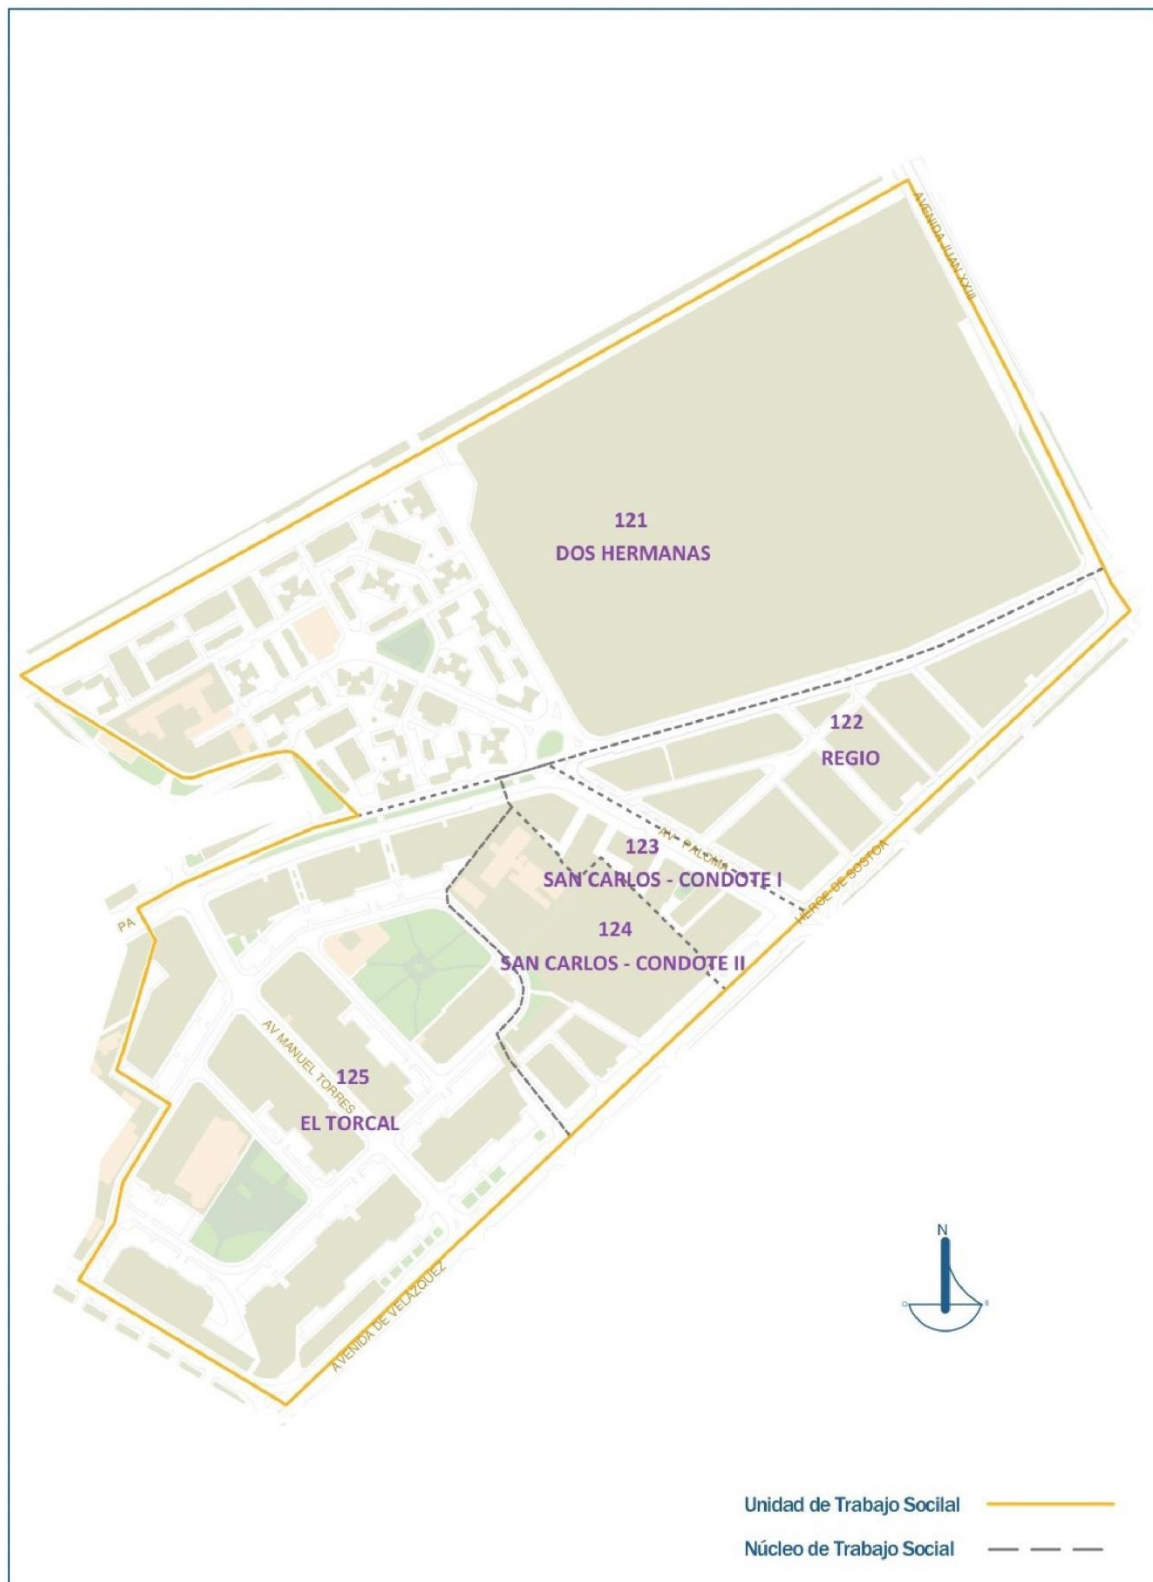 AVENIDA JUAN XXIII
121
DOS HERMANAS
122
REGIO
AV PALOMA
123
SAN CARLOS - CONDOTE I
HEROE DE SOSTOA
124
SAN CARLOS - CONDOTE II
PA
AV MANUEL TORRES
125
EL TORCAL
AVENIDA DE VELAZQUEZ
N
O
E
Unidad de Trabajo Socilal
Núcleo de Trabajo Social